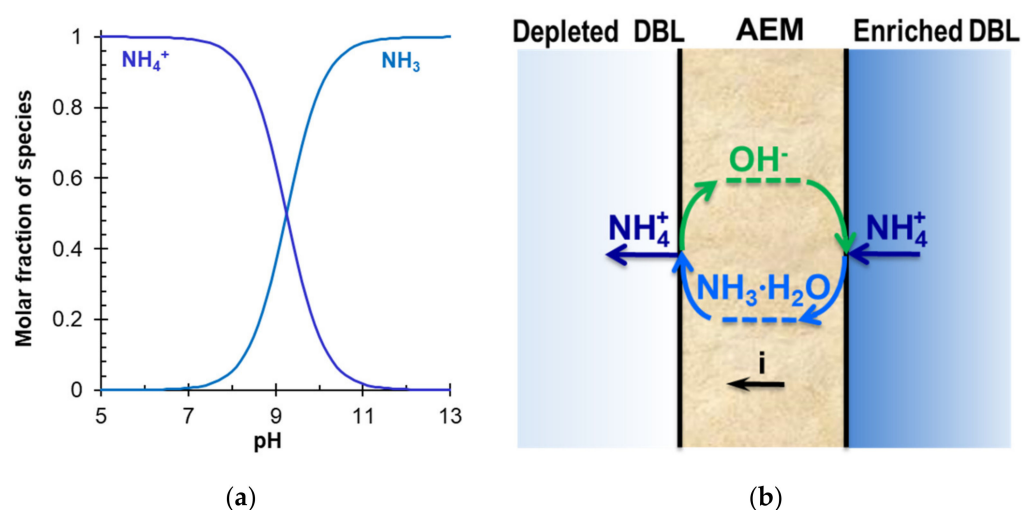 1
0.8
0.6
0.4
0.2
0
5 7 9 11 13
Molar fraction of species
pH
NH₄⁺
NH₃
(a)
Depleted DBL AEM Enriched DBL
OH⁻
NH₄⁺ NH₄⁺
NH₃·H₂O
i
(b)